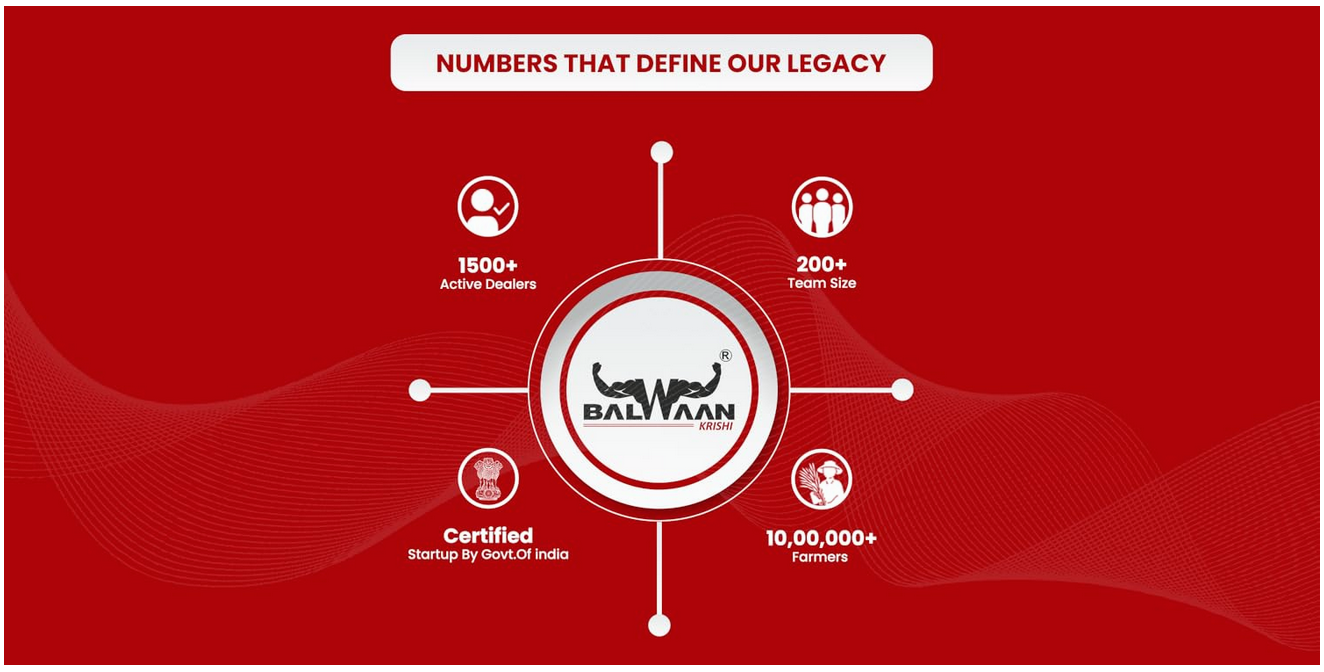 NUMBERS THAT DEFINE OUR LEGACY
1500+
Active Dealers
200+
Team Size
®
BALWAAN
KRISHI
Certified
Startup By Govt.Of india
10,00,000+
Farmers